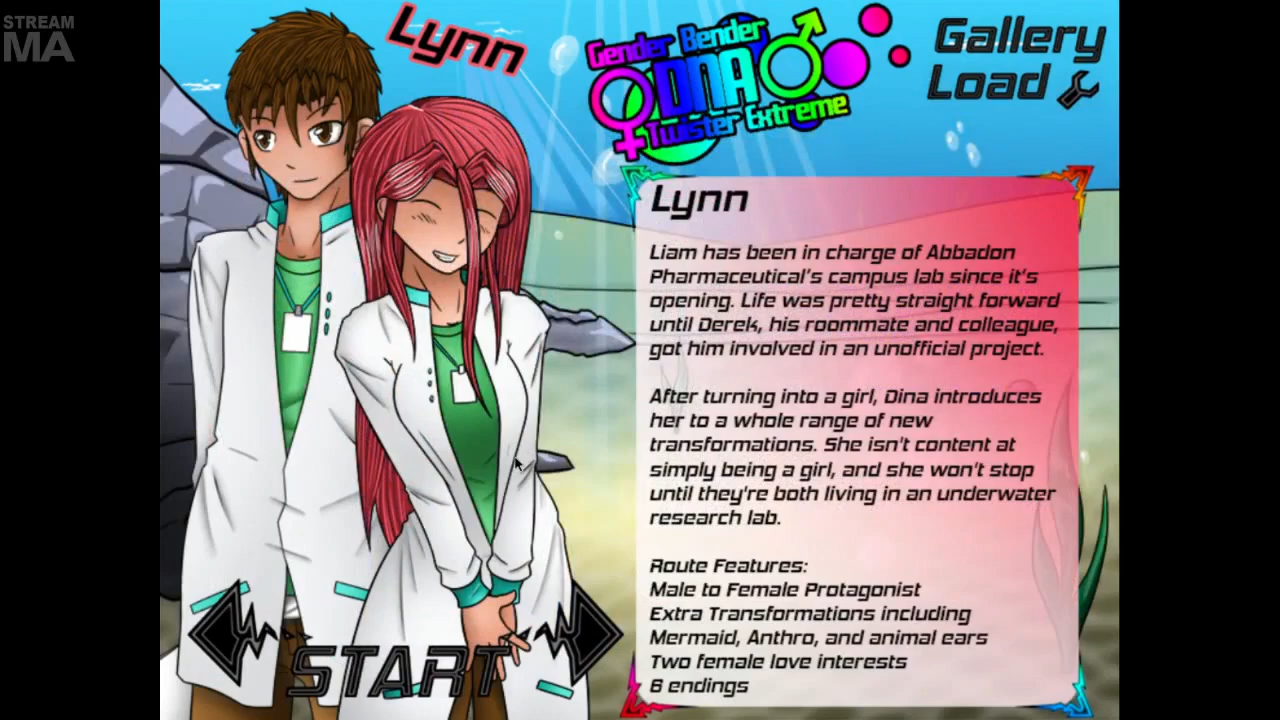 STREAM
MA
Lynn
Gender Bender
DNA
Twister Extreme
Gallery
Load
Lynn
Liam has been in charge of Abbadon
Pharmaceutical's campus lab since it's
opening. Life was pretty straight forward
until Derek, his roommate and colleague,
got him involved in an unofficial project.
After turning into a girl, Dina introduces
her to a whole range of new
transformations. She isn't content at
simply being a girl, and she won't stop
until they're both living in an underwater
research lab.
Route Features:
Male to Female Protagonist
Extra Transformations including
Mermaid, Anthro, and animal ears
Two female love interests
6 endings
START